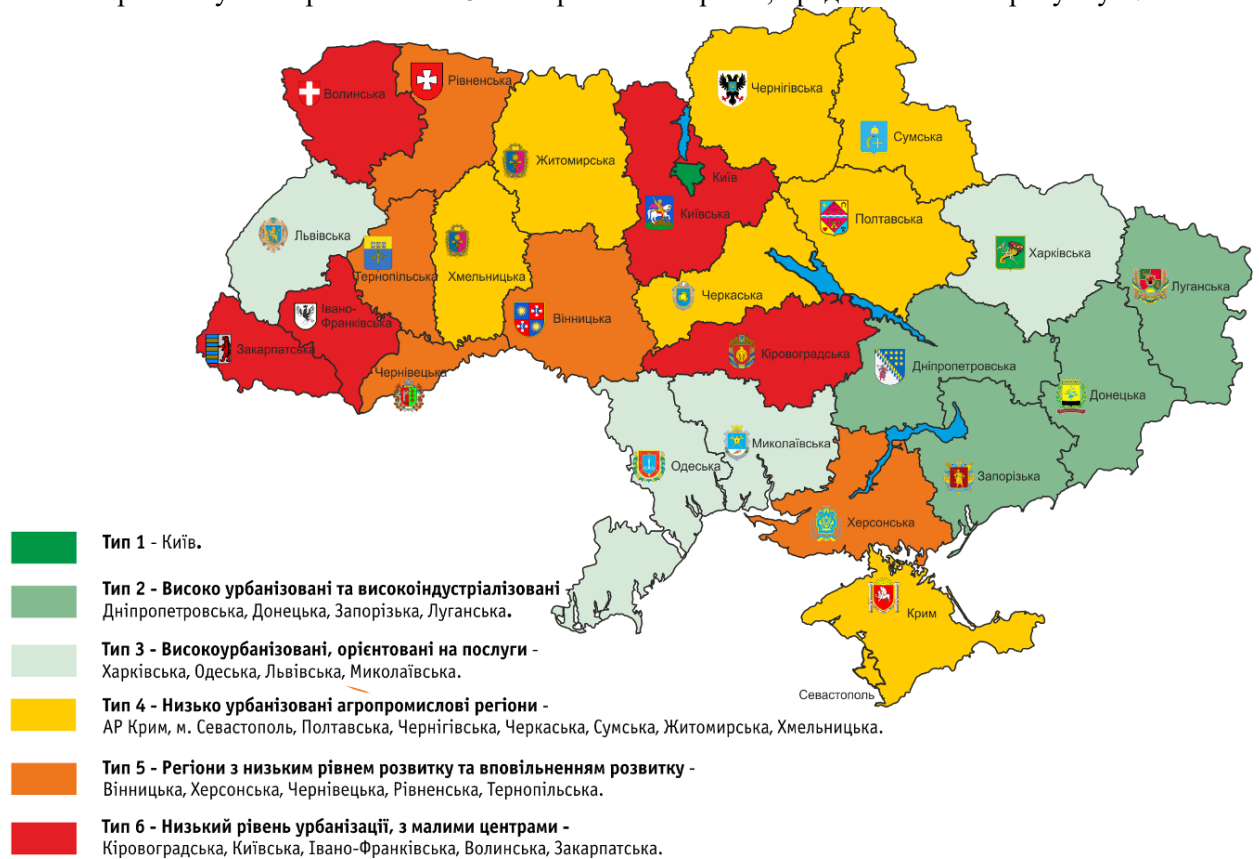 Волинська
Рівненська
Житомирська
Чернігівська
Сумська
Київ
Київська
Полтавська
Львівська
Тернопільська
Хмельницька
Харківська
Луганська
Черкаська
Вінницька
Івано-
Франківська
Закарпатська
Чернівецька
Кіровоградська
Дніпропетровська
Донецька
Миколаївська
Одеська
Запорізька
Херсонська
Крим
Севастополь
Тип 1 - Київ.
Тип 2 - Високо урбанізовані та високоіндустріалізовані -
Дніпропетровська, Донецька, Запорізька, Луганська.
Тип 3 - Високоурбанізовані, орієнтовані на послуги -
Харківська, Одеська, Львівська, Миколаївська.
Тип 4 - Низько урбанізовані агропромислові регіони -
АР Крим, м. Севастополь, Полтавська, Чернігівська, Черкаська, Сумська, Житомирська, Хмельницька.
Тип 5 - Регіони з низьким рівнем розвитку та вповільненням розвитку -
Вінницька, Херсонська, Чернівецька, Рівненська, Тернопільська.
Тип 6 - Низький рівень урбанізації, з малими центрами -
Кіровоградська, Київська, Івано-Франківська, Волинська, Закарпатська.